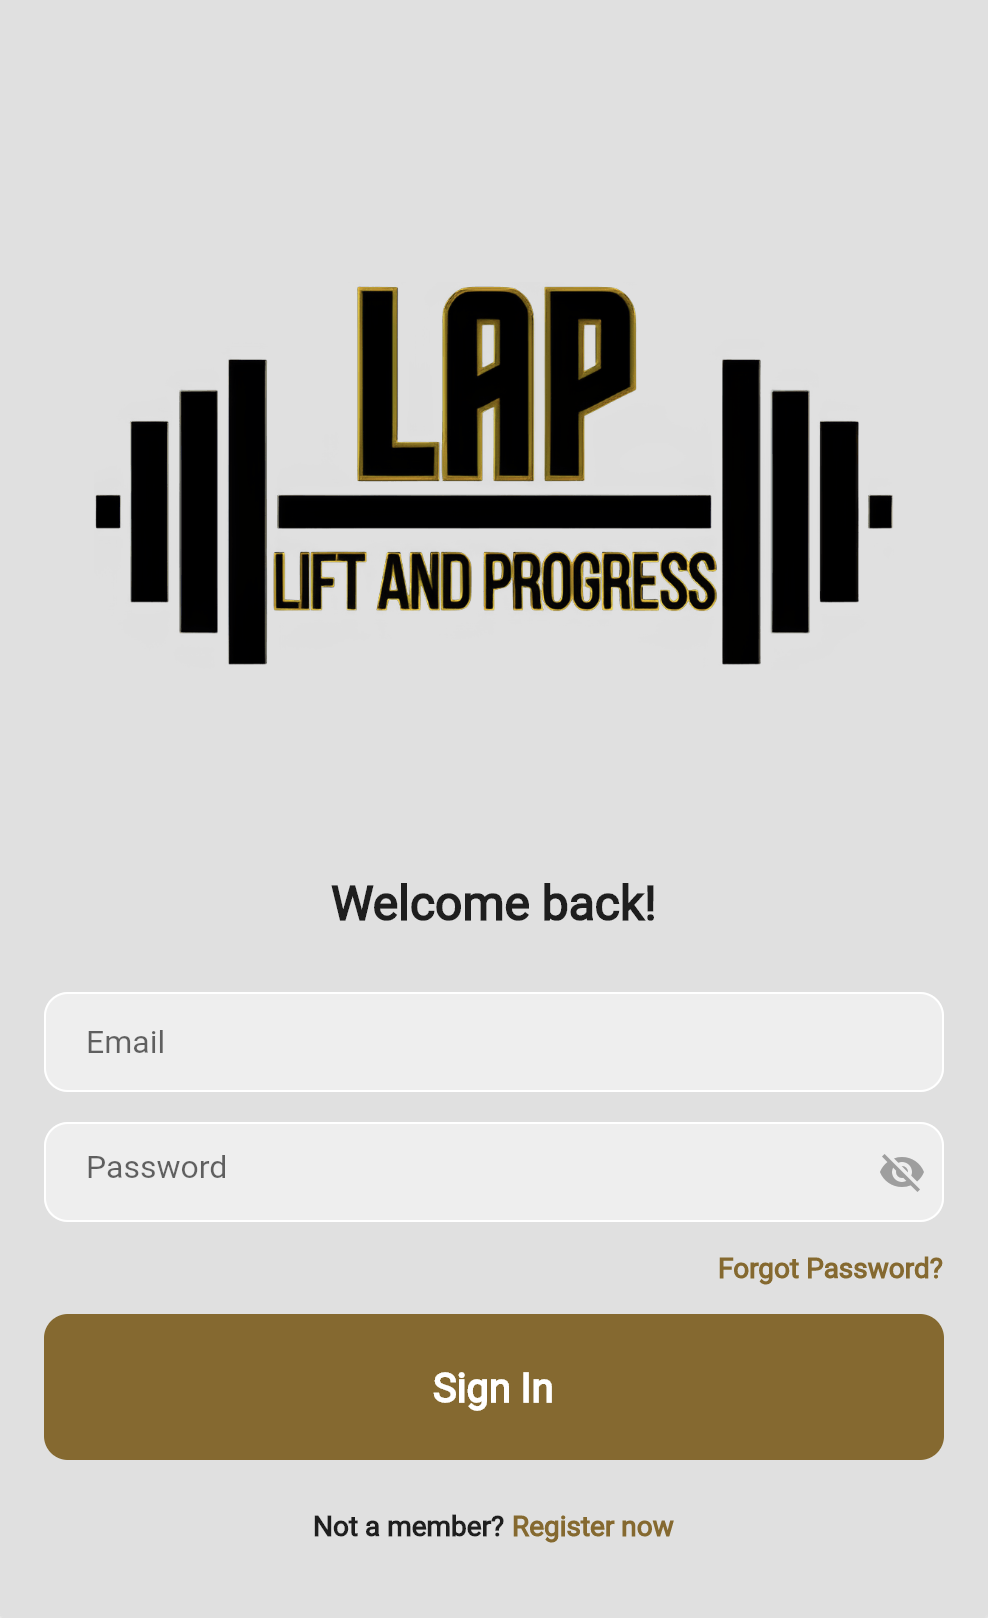 LAP
LIFT AND PROGRESS
Welcome back!
Email
Password
Forgot Password?
Sign In
Not a member? Register now